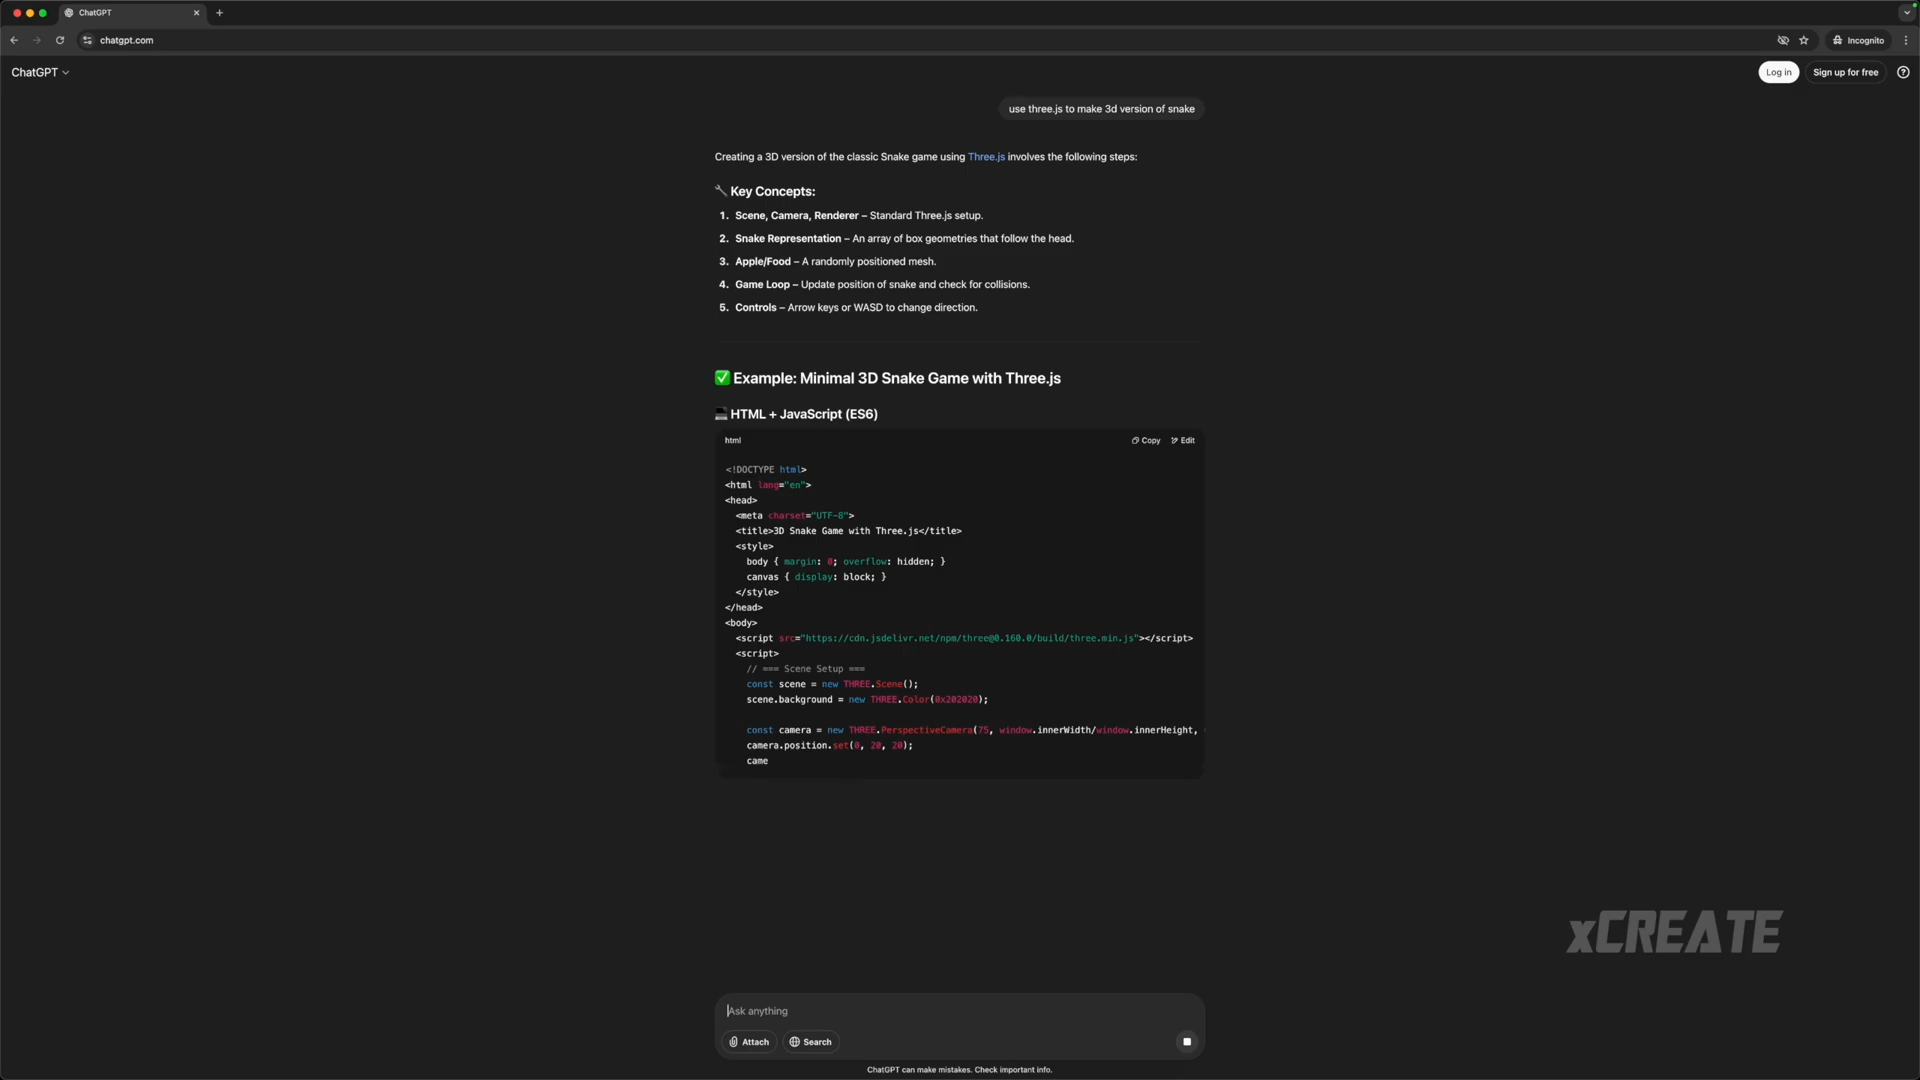 ChatGPT
chatgpt.com
Incognito
ChatGPT
Log in
Sign up for free
use three.js to make 3d version of snake
Creating a 3D version of the classic Snake game using Three.js involves the following steps:
🔧 Key Concepts:
1. Scene, Camera, Renderer – Standard Three.js setup.
2. Snake Representation – An array of box geometries that follow the head.
3. Apple/Food – A randomly positioned mesh.
4. Game Loop – Update position of snake and check for collisions.
5. Controls – Arrow keys or WASD to change direction.
✅ Example: Minimal 3D Snake Game with Three.js
💻 HTML + JavaScript (ES6)
html
Copy
Edit
<!DOCTYPE html>
<html lang="en">
<head>
  <meta charset="UTF-8">
  <title>3D Snake Game with Three.js</title>
  <style>
    body { margin: 0; overflow: hidden; }
    canvas { display: block; }
  </style>
</head>
<body>
  <script src="https://cdn.jsdelivr.net/npm/three@0.160.0/build/three.min.js"></script>
  <script>
    // === Scene Setup ===
    const scene = new THREE.Scene();
    scene.background = new THREE.Color(0x202020);
    const camera = new THREE.PerspectiveCamera(75, window.innerWidth/window.innerHeight,
    camera.position.set(0, 20, 20);
    came
xCREATE
Ask anything
Attach
Search
ChatGPT can make mistakes. Check important info.